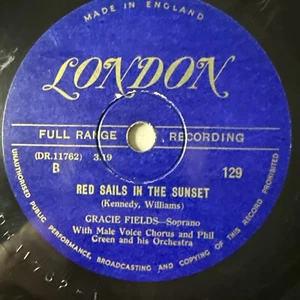 MADE IN ENGLAND
LONDON
FULL RANGE RECORDING
(DR.11762) 3.19
B
129
RED SAILS IN THE SUNSET
(Kennedy, Williams)
GRACIE FIELDS—Soprano
With Male Voice Chorus and Phil
Green and his Orchestra
UNAUTHORISED PUBLIC PERFORMANCE, BROADCASTING AND COPYING OF THIS RECORD PROHIBITED